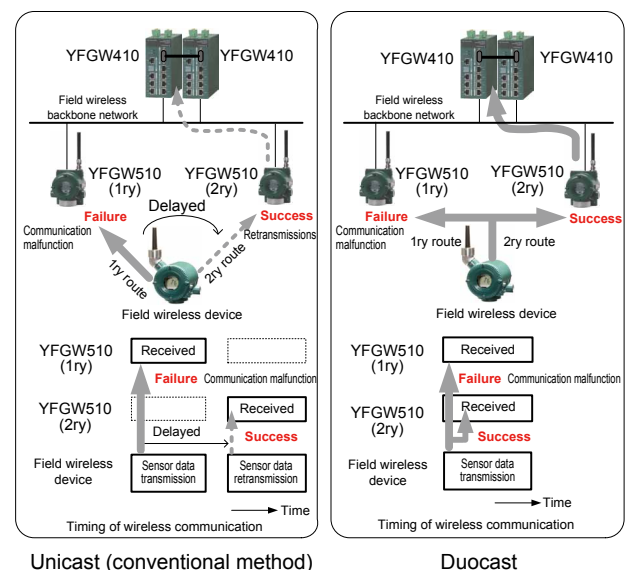 YFGW410
YFGW410
Field wireless
backbone network
YFGW510
(1ry)
YFGW510
(2ry)
Failure
Delayed
Success
Communication
malfunction
Retransmissions
1ry route
2ry route
Field wireless device
YFGW510
(1ry)
Received
Failure
Communication malfunction
YFGW510
(2ry)
Received
Delayed
Success
Field wireless
device
Sensor data
transmission
Sensor data
retransmission
Time
Timing of wireless communication
Unicast (conventional method)
YFGW410
YFGW410
Field wireless
backbone network
YFGW510
(1ry)
YFGW510
(2ry)
Failure
Success
Communication
malfunction
1ry route
2ry route
Field wireless device
YFGW510
(1ry)
Received
Failure
Communication malfunction
YFGW510
(2ry)
Received
Success
Field wireless
device
Sensor data
transmission
Time
Timing of wireless communication
Duocast